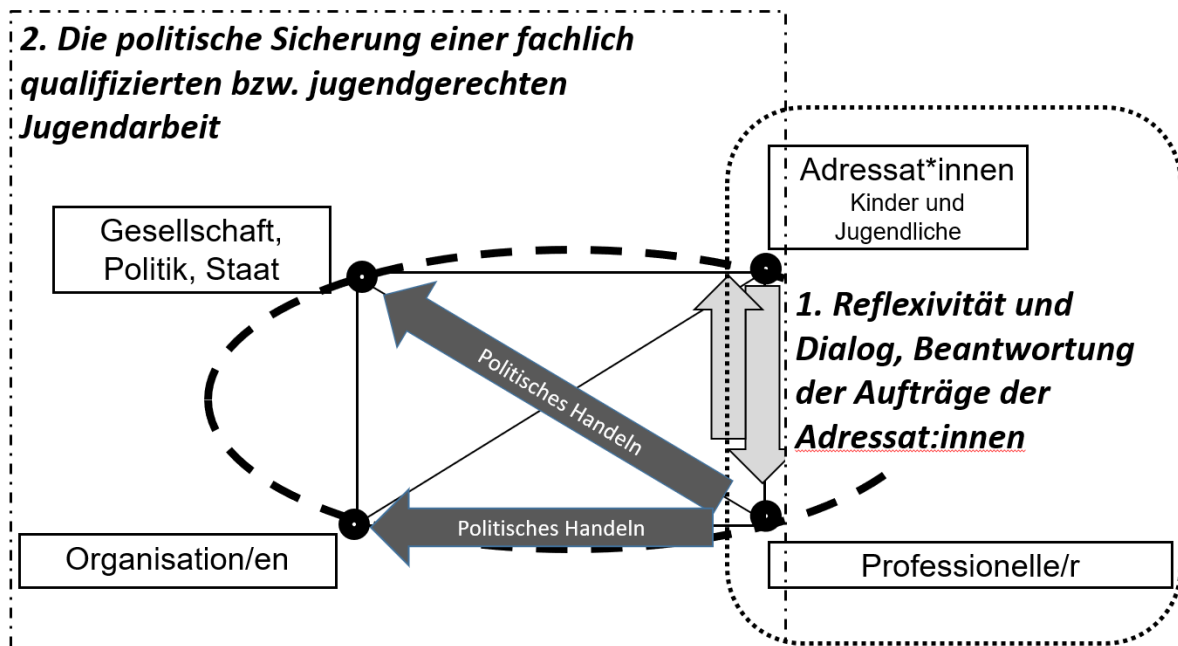 2. Die politische Sicherung einer fachlich
qualifizierten bzw. jugendgerechten
Jugendarbeit
Adressat*innen
Kinder und
Jugendliche
Gesellschaft,
Politik, Staat
1. Reflexivität und
Dialog, Beantwortung
der Aufträge der
Adressat:innen
Politisches Handeln
Politisches Handeln
Organisation/en
Professionelle/r